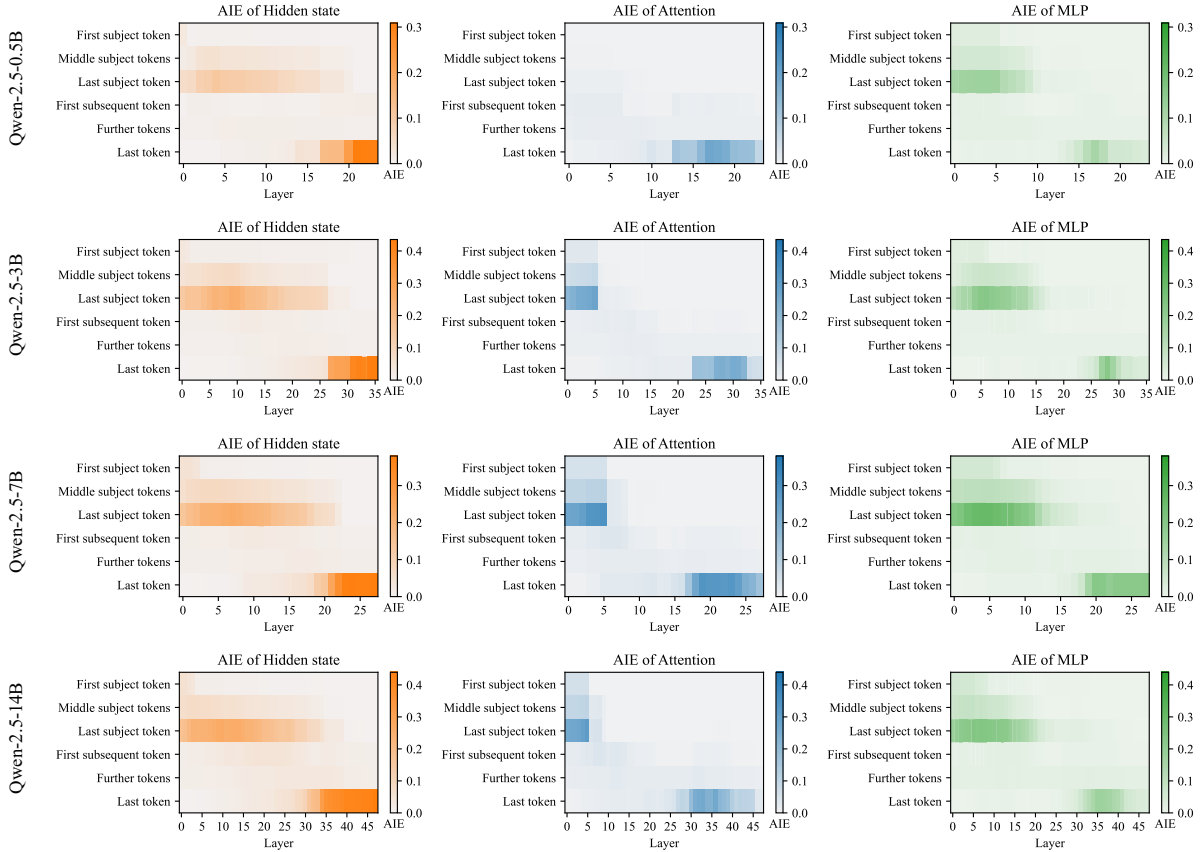 Qwen-2.5-0.5B
AIE of Hidden state
First subject token
Middle subject tokens
Last subject token
First subsequent token
Further tokens
Last token
0 5 10 15 20
Layer
0.3
0.2
0.1
0.0
AIE
AIE of Attention
First subject token
Middle subject tokens
Last subject token
First subsequent token
Further tokens
Last token
0 5 10 15 20
Layer
0.3
0.2
0.1
0.0
AIE
AIE of MLP
First subject token
Middle subject tokens
Last subject token
First subsequent token
Further tokens
Last token
0 5 10 15 20
Layer
0.3
0.2
0.1
0.0
Qwen-2.5-3B
AIE of Hidden state
First subject token
Middle subject tokens
Last subject token
First subsequent token
Further tokens
Last token
0 5 10 15 20 25 30 35
Layer
0.4
0.3
0.2
0.1
0.0
AIE
AIE of Attention
First subject token
Middle subject tokens
Last subject token
First subsequent token
Further tokens
Last token
0 5 10 15 20 25 30 35
Layer
0.4
0.3
0.2
0.1
0.0
AIE
AIE of MLP
First subject token
Middle subject tokens
Last subject token
First subsequent token
Further tokens
Last token
0 5 10 15 20 25 30 35
Layer
0.4
0.3
0.2
0.1
0.0
Qwen-2.5-7B
AIE of Hidden state
First subject token
Middle subject tokens
Last subject token
First subsequent token
Further tokens
Last token
0 5 10 15 20 25
Layer
0.3
0.2
0.1
0.0
AIE
AIE of Attention
First subject token
Middle subject tokens
Last subject token
First subsequent token
Further tokens
Last token
0 5 10 15 20 25
Layer
0.3
0.2
0.1
0.0
AIE
AIE of MLP
First subject token
Middle subject tokens
Last subject token
First subsequent token
Further tokens
Last token
0 5 10 15 20 25
Layer
0.3
0.2
0.1
0.0
Qwen-2.5-14B
AIE of Hidden state
First subject token
Middle subject tokens
Last subject token
First subsequent token
Further tokens
Last token
0 5 10 15 20 25 30 35 40 45
Layer
0.4
0.3
0.2
0.1
0.0
AIE
AIE of Attention
First subject token
Middle subject tokens
Last subject token
First subsequent token
Further tokens
Last token
0 5 10 15 20 25 30 35 40 45
Layer
0.4
0.3
0.2
0.1
0.0
AIE
AIE of MLP
First subject token
Middle subject tokens
Last subject token
First subsequent token
Further tokens
Last token
0 5 10 15 20 25 30 35 40 45
Layer
0.4
0.3
0.2
0.1
0.0